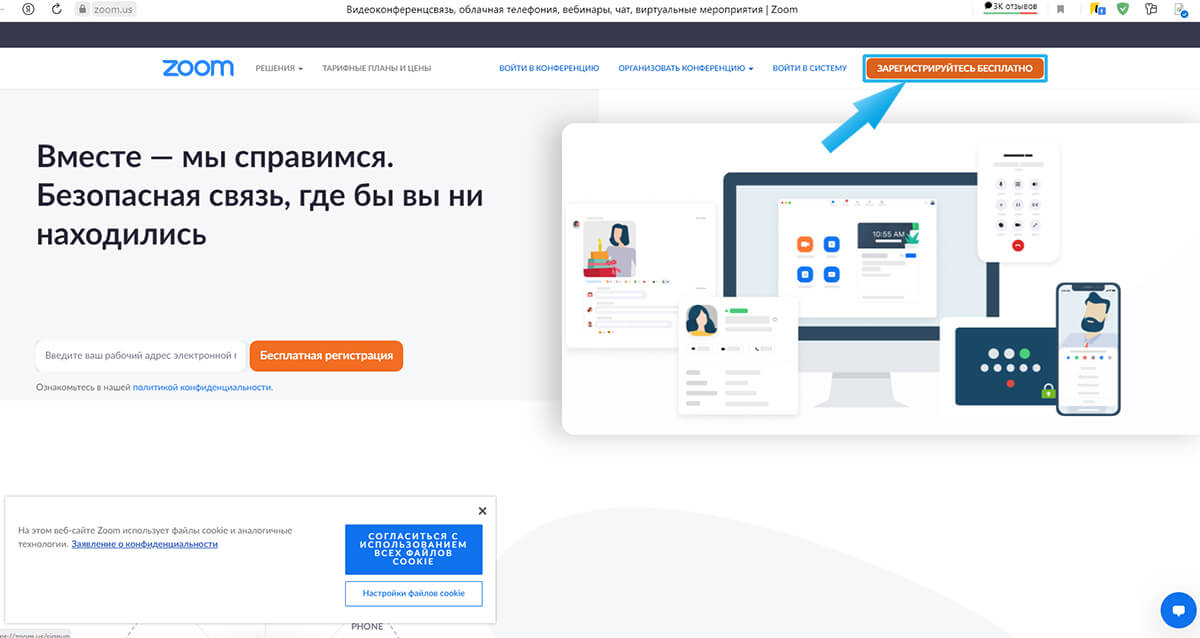 zoom.us
Видеоконференцсвязь, облачная телефония, вебинары, чат, виртуальные мероприятия | Zoom
3K отзывов
zoom
РЕШЕНИЯ
ТАРИФНЫЕ ПЛАНЫ И ЦЕНЫ
ВОЙТИ В КОНФЕРЕНЦИЮ
ОРГАНИЗОВАТЬ КОНФЕРЕНЦИЮ
ВОЙТИ В СИСТЕМУ
ЗАРЕГИСТРИРУЙТЕСЬ БЕСПЛАТНО
Вместе — мы справимся.
Безопасная связь, где бы вы ни
находились
10:55 AM
Введите ваш рабочий адрес электронной г
Бесплатная регистрация
Ознакомьтесь в нашей политикой конфиденциальности.
На этом веб-сайте Zoom использует файлы cookie и аналогичные
технологии. Заявление о конфиденциальности
СОГЛАСИТЬСЯ С
ИСПОЛЬЗОВАНИЕМ
ВСЕХ ФАЙЛОВ
COOKIE
Настройки файлов cookie
PHONE